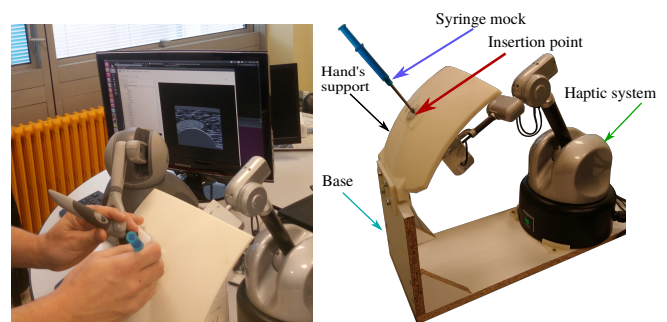 Syringe mock
Insertion point
Hand's
support
Haptic system
Base